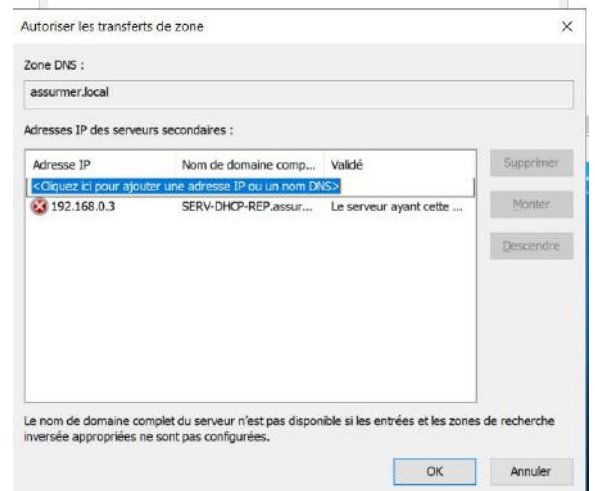 Autoriser les transferts de zone
Zone DNS :
assurmer.local
Adresses IP des serveurs secondaires :
Adresse IP Nom de domaine comp... Validé
<Cliquez ici pour ajouter une adresse IP ou un nom DNS>
192.168.0.3 SERV-DHCP-REP.assur... Le serveur ayant cette ...
Supprimer
Monter
Descendre
Le nom de domaine complet du serveur n'est pas disponible si les entrées et les zones de recherche
inversée appropriées ne sont pas configurées.
OK Annuler